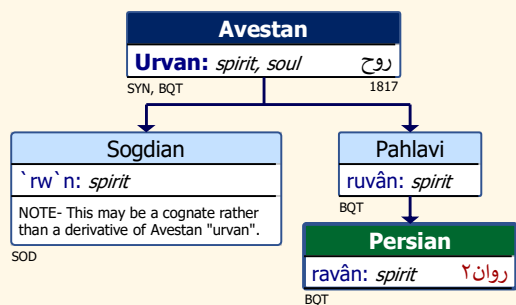 Avestan
Urvan: spirit, soul روح
SYN, BQT 1817
Sogdian
`rw`n: spirit
NOTE- This may be a cognate rather
than a derivative of Avestan "urvan".
SOD
Pahlavi
ruvân: spirit
BQT
Persian
ravân: spirit روان۲
BQT